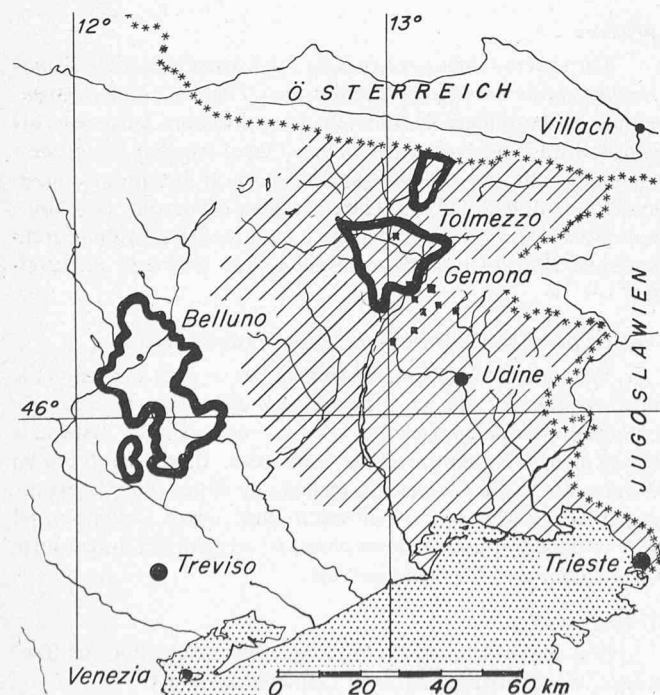 12°
13°
ÖSTERREICH
Villach
Tolmezzo
Gemona
Belluno
Udine
JUGOSLAWIEN
46°
Treviso
Trieste
Venezia
0 20 40 60 km